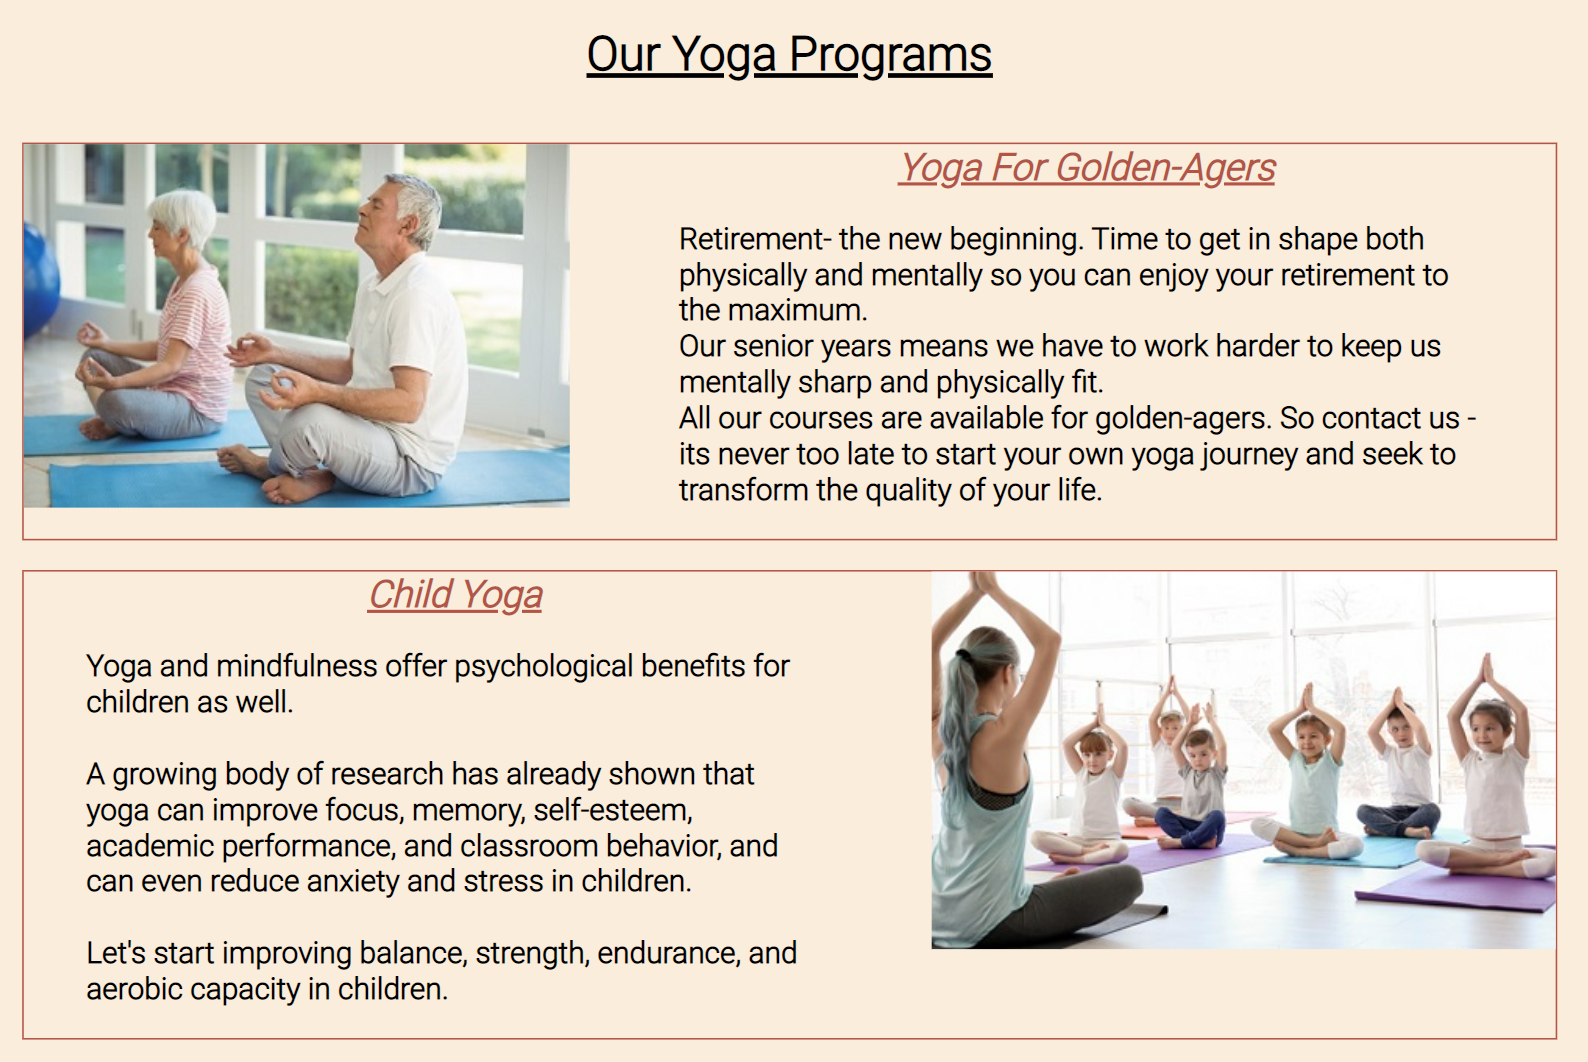 Our Yoga Programs
Yoga For Golden-Agers
Retirement- the new beginning. Time to get in shape both
physically and mentally so you can enjoy your retirement to
the maximum.
Our senior years means we have to work harder to keep us
mentally sharp and physically fit.
All our courses are available for golden-agers. So contact us -
its never too late to start your own yoga journey and seek to
transform the quality of your life.
Child Yoga
Yoga and mindfulness offer psychological benefits for
children as well.
A growing body of research has already shown that
yoga can improve focus, memory, self-esteem,
academic performance, and classroom behavior, and
can even reduce anxiety and stress in children.
Let's start improving balance, strength, endurance, and
aerobic capacity in children.